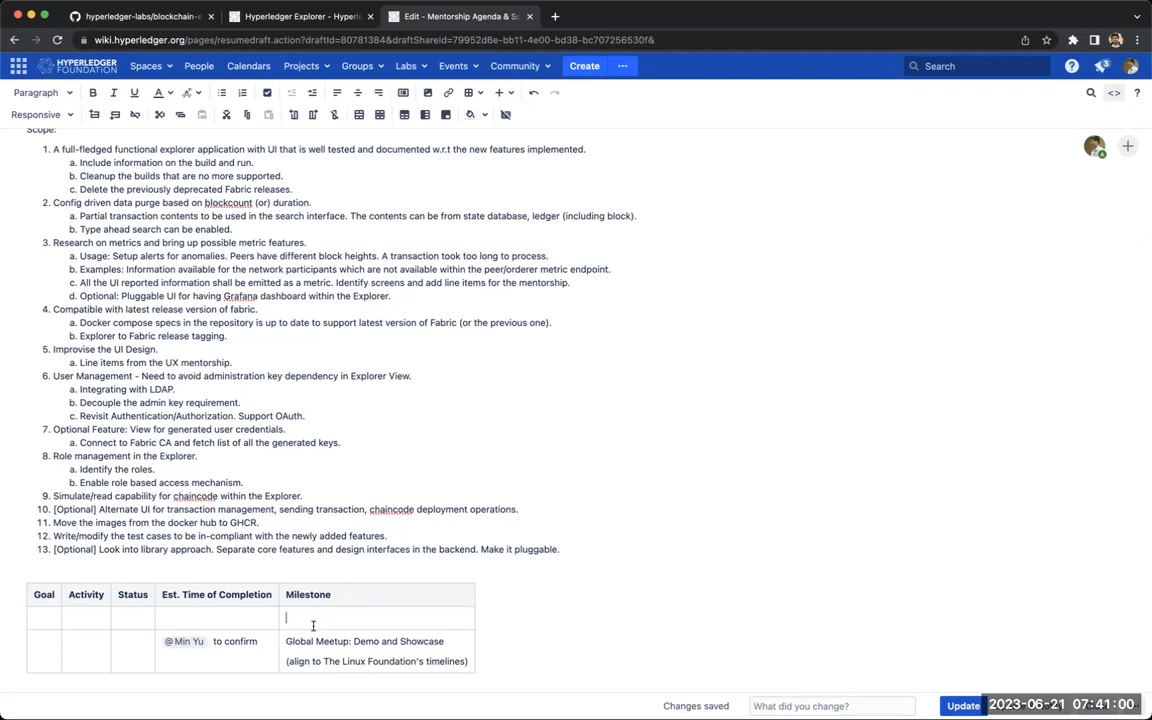 hyperledger-labs/blockchain-e
Hyperledger Explorer - Hyperle
Edit - Mentorship Agenda & Sc
wiki.hyperledger.org/pages/resumedraft.action?draftId=80781384&draftShareId=79952d6e-bb11-4e00-bd38-bc707256530f&
HYPERLEDGER FOUNDATION Spaces People Calendars Projects Groups Labs Events Community Create Search 3
Paragraph B I U A
Responsive
Scope:
1. A full-fledged functional explorer application with UI that is well tested and documented w.r.t the new features implemented.
a. Include information on the build and run.
b. Cleanup the builds that are no more supported.
c. Delete the previously deprecated Fabric releases.
2. Config driven data purge based on blockcount (or) duration.
a. Partial transaction contents to be used in the search interface. The contents can be from state database, ledger (including block).
b. Type ahead search can be enabled.
3. Research on metrics and bring up possible metric features.
a. Usage: Setup alerts for anomalies. Peers have different block heights. A transaction took too long to process.
b. Examples: Information available for the network participants which are not available within the peer/orderer metric endpoint.
c. All the UI reported information shall be emitted as a metric. Identify screens and add line items for the mentorship.
d. Optional: Pluggable UI for having Grafana dashboard within the Explorer.
4. Compatible with latest release version of fabric.
a. Docker compose specs in the repository is up to date to support latest version of Fabric (or the previous one).
b. Explorer to Fabric release tagging.
5. Improvise the UI Design.
a. Line items from the UX mentorship.
6. User Management - Need to avoid administration key dependency in Explorer View.
a. Integrating with LDAP.
b. Decouple the admin key requirement.
c. Revisit Authentication/Authorization. Support OAuth.
7. Optional Feature: View for generated user credentials.
a. Connect to Fabric CA and fetch list of all the generated keys.
8. Role management in the Explorer.
a. Identify the roles.
b. Enable role based access mechanism.
9. Simulate/read capability for chaincode within the Explorer.
10. [Optional] Alternate UI for transaction management, sending transaction, chaincode deployment operations.
11. Move the images from the docker hub to GHCR.
12. Write/modify the test cases to be in-compliant with the newly added features.
13. [Optional] Look into library approach. Separate core features and design interfaces in the backend. Make it pluggable.
Goal Activity Status Est. Time of Completion Milestone
@Min Yu to confirm Global Meetup: Demo and Showcase
(align to The Linux Foundation's timelines)
Changes saved What did you change? Update 2023-06-21 07:41:00